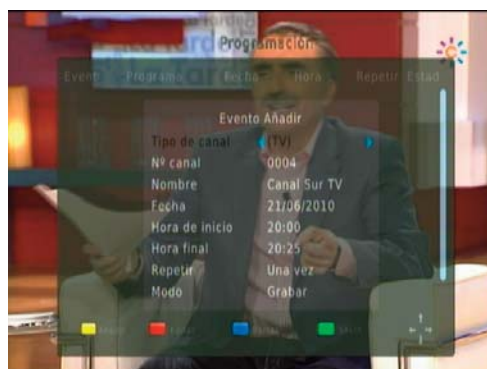 Programación
Evento Programa Fecha Hora Repetir Estad
Evento Añadir
Tipo de canal (TV)
Nº canal 0004
Nombre Canal Sur TV
Fecha 21/06/2010
Hora de inicio 20:00
Hora final 20:25
Repetir Una vez
Modo Grabar